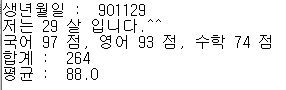 생년월일 :  901129
저는 29 살 입니다.^^
국어 97 점, 영어 93 점, 수학 74 점
합계 :  264
평균 :  88.0